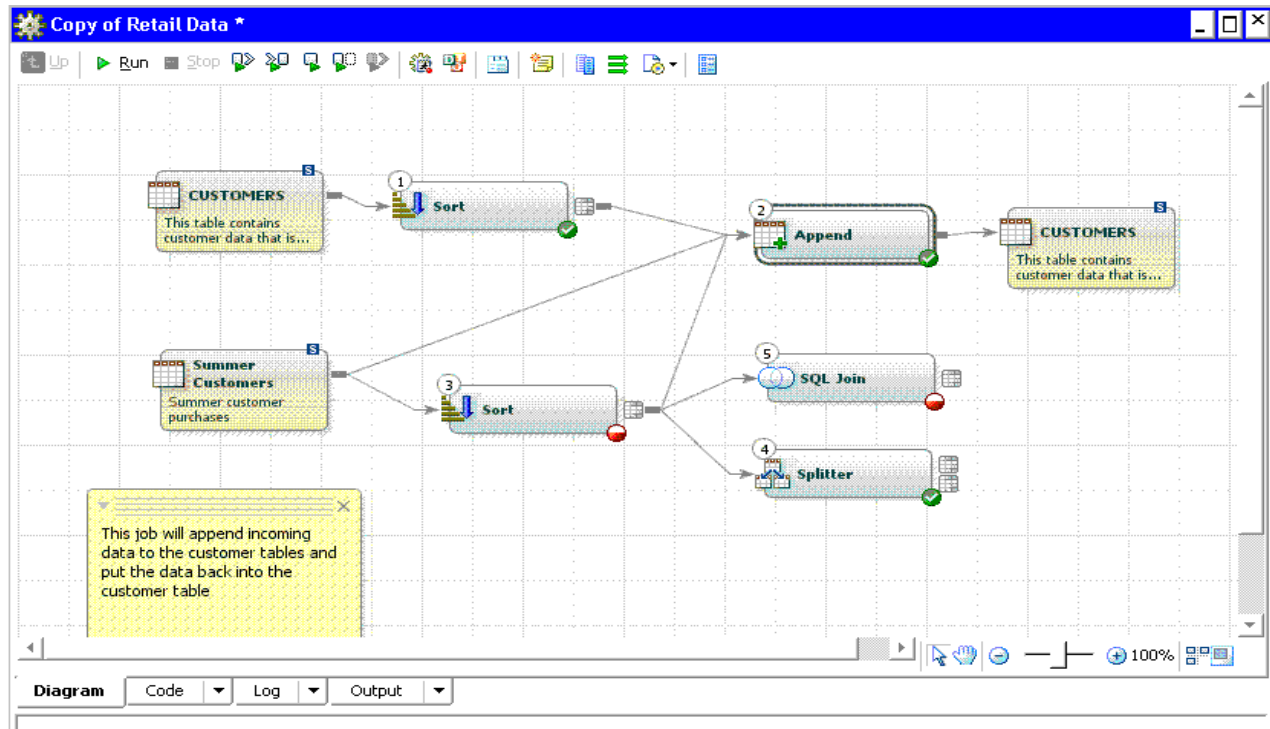 Copy of Retail Data *
Up
Run
Stop
S
CUSTOMERS
This table contains
customer data that is...
1
Sort
2
Append
S
CUSTOMERS
This table contains
customer data that is...
S
Summer
Customers
Summer customer
purchases
3
Sort
5
SQL Join
4
Splitter
This job will append incoming
data to the customer tables and
put the data back into the
customer table
100%
Diagram
Code
Log
Output